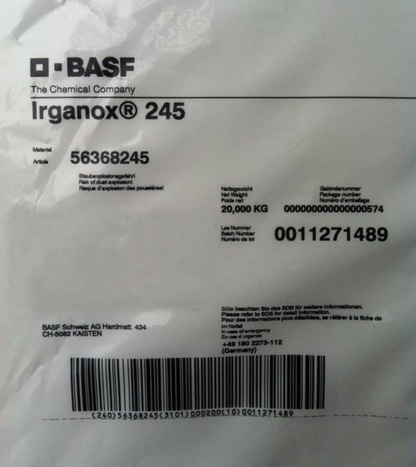 BASF
The Chemical Company
Irganox® 245
Material
Article
56368245
Staubexplosionsgefahr!
Risk of dust explosion!
Risque d'explosion des poussières!
Nettogewicht
Net Weight
Poids net
20,000 KG
Gebindenummer
Package number
Numéro d'emballage
000000000000000574
Los Nummer
Batch Number
Numéro de lot
0011271489
Bitte beachten Sie das SDS für weitere Informationen.
Please refer to SDS for detail information.
Pour des informations plus détaillées, se référer à la fiche de
Im Notfall
In case of emergency
En cas d urgence
+49 180 2273-112
(Germany)
BASF Schweiz AG Hardmatt. 434
CH-5082 KAISTEN
(240)56368245(3101)000200(10)0011271489